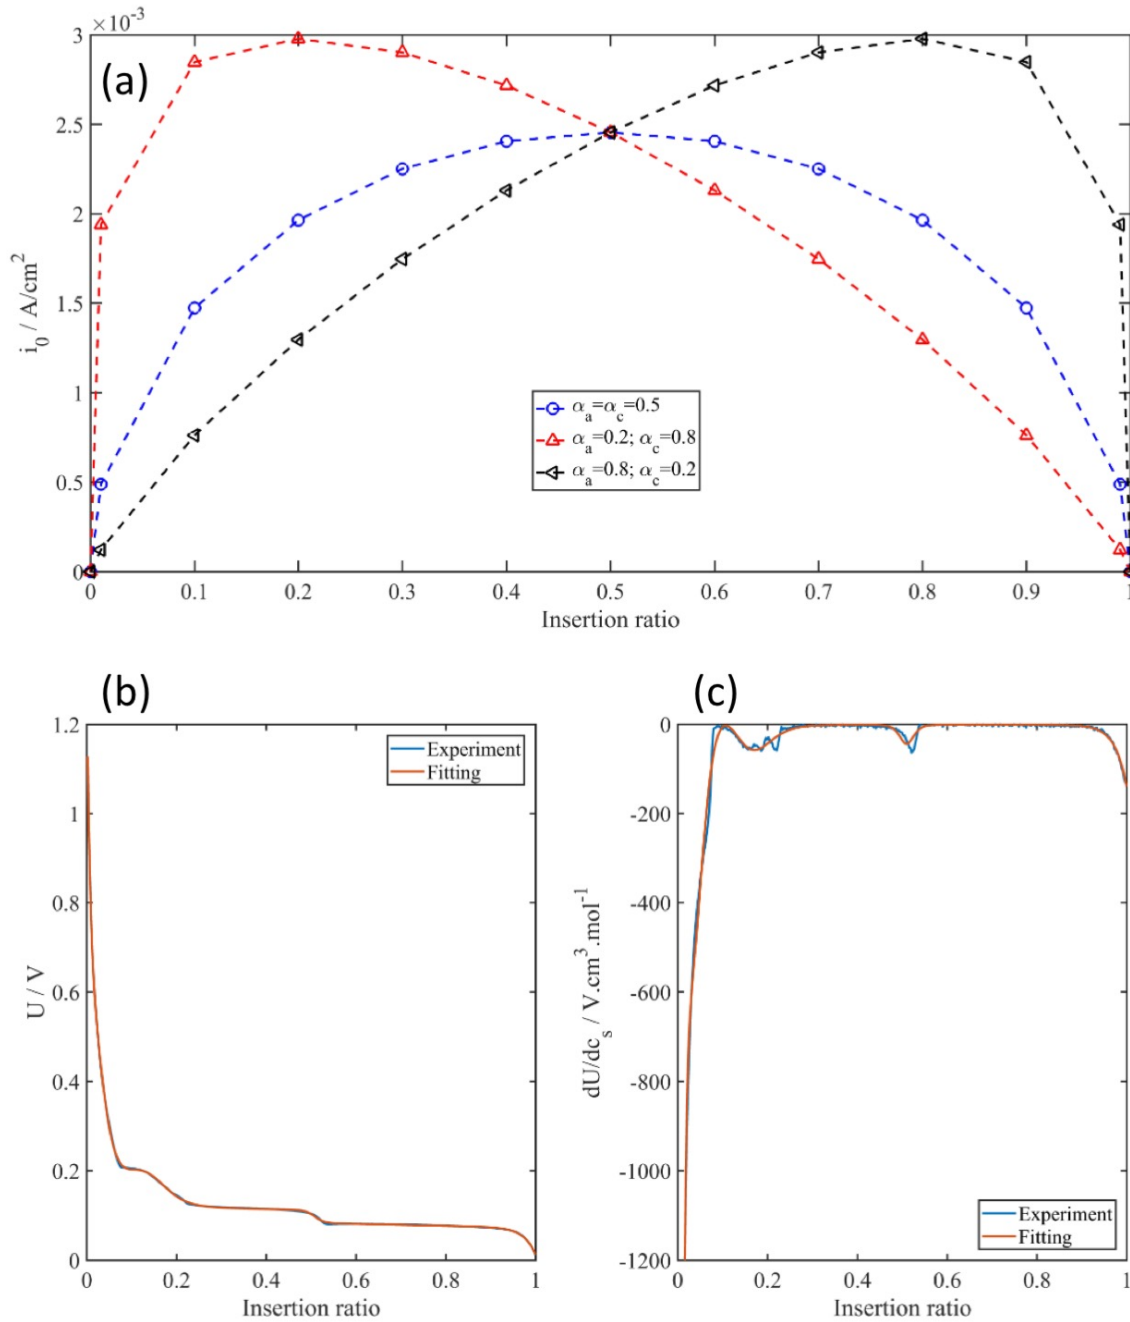 (a)
×10⁻³
3
2.5
2
1.5
1
0.5
0
i₀ / A/cm²
αₐ=α꜀=0.5
αₐ=0.2; α꜀=0.8
αₐ=0.8; α꜀=0.2
0 0.1 0.2 0.3 0.4 0.5 0.6 0.7 0.8 0.9 1
Insertion ratio
(b)
1.2
1
0.8
0.6
0.4
0.2
0
U / V
Experiment
Fitting
0 0.2 0.4 0.6 0.8 1
Insertion ratio
(c)
0
-200
-400
-600
-800
-1000
-1200
dU/dcₛ / V.cm³.mol⁻¹
Experiment
Fitting
0 0.2 0.4 0.6 0.8 1
Insertion ratio